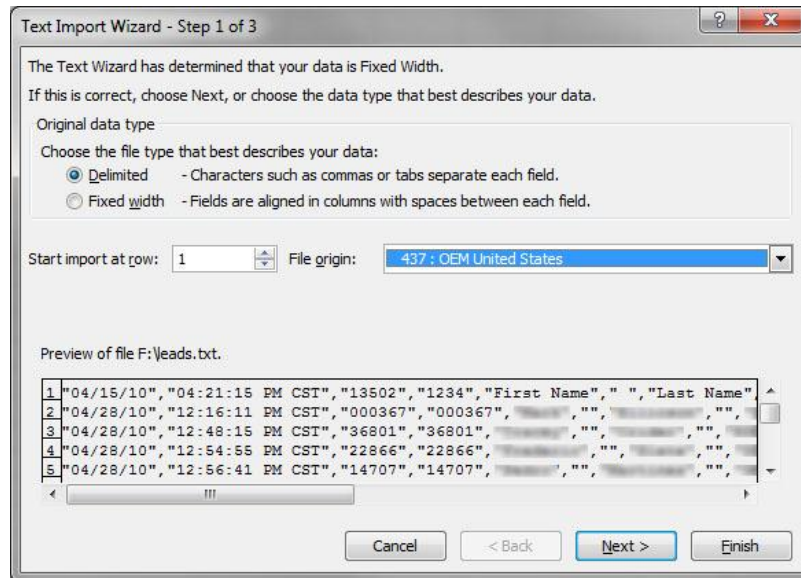 Text Import Wizard - Step 1 of 3
The Text Wizard has determined that your data is Fixed Width.
If this is correct, choose Next, or choose the data type that best describes your data.
Original data type
Choose the file type that best describes your data:
Delimited - Characters such as commas or tabs separate each field.
Fixed width - Fields are aligned in columns with spaces between each field.
Start import at row: 1 File origin: 437 : OEM United States
Preview of file F:\leads.txt.
1 "04/15/10","04:21:15 PM CST","13502","1234","First Name"," ","Last Name",
2 "04/28/10","12:16:11 PM CST","000367","000367", ","", ","",
3 "04/28/10","12:48:15 PM CST","36801","36801", ","", ","",
4 "04/28/10","12:54:55 PM CST","22866","22866", ","", ","",
5 "04/28/10","12:56:41 PM CST","14707","14707", ","", ","",
Cancel < Back Next > Finish